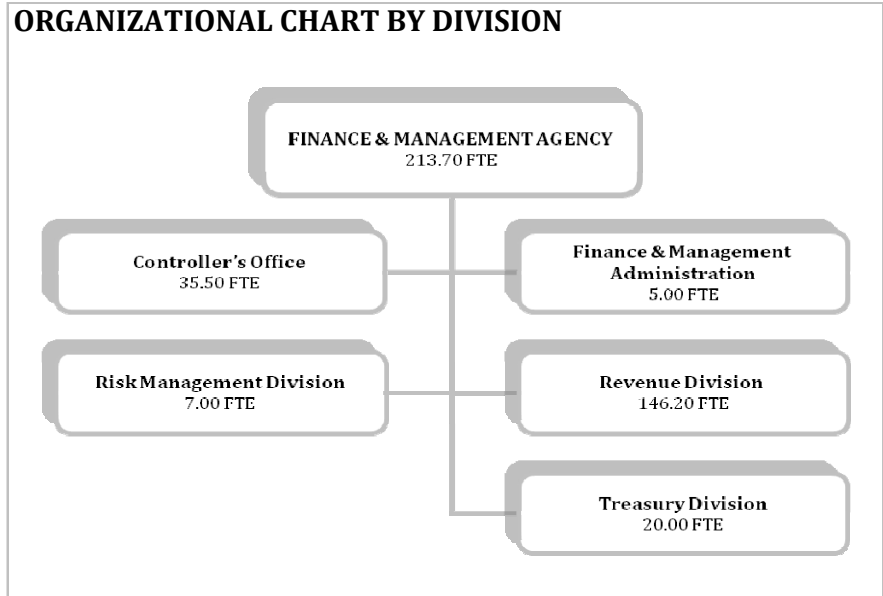 ORGANIZATIONAL CHART BY DIVISION
FINANCE & MANAGEMENT AGENCY
213.70 FTE
Controller's Office
35.50 FTE
Finance & Management
Administration
5.00 FTE
Risk Management Division
7.00 FTE
Revenue Division
146.20 FTE
Treasury Division
20.00 FTE